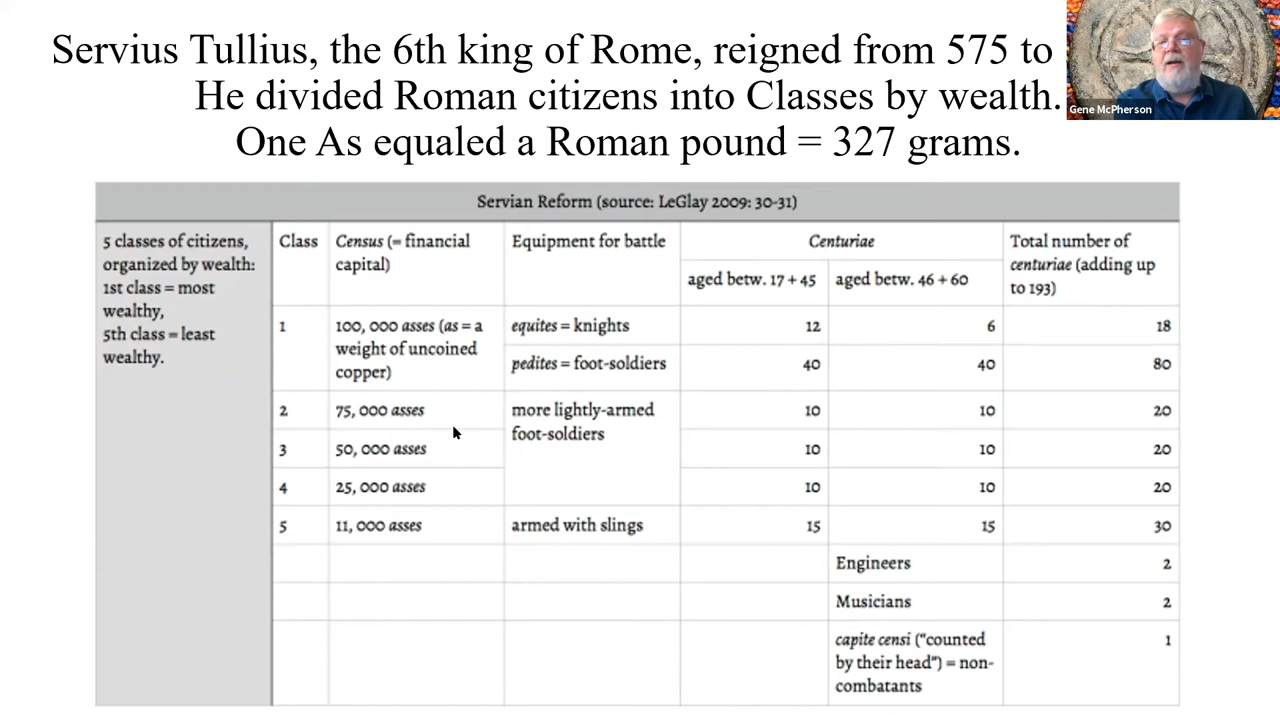 Servius Tullius, the 6th king of Rome, reigned from 575 to
He divided Roman citizens into Classes by wealth.
One As equaled a Roman pound = 327 grams.
Gene McPherson
Servian Reform (source: LeGlay 2009: 30-31)
5 classes of citizens,
organized by wealth:
1st class = most
wealthy,
5th class = least
wealthy.
Class
Census (= financial
capital)
Equipment for battle
Centuriae
aged betw. 17 + 45
aged betw. 46 + 60
Total number of
centuriae (adding up
to 193)
1
100, 000 asses (as = a
weight of uncoined
copper)
equites = knights
12
6
18
pedites = foot-soldiers
40
40
80
2
75, 000 asses
more lightly-armed
foot-soldiers
10
10
20
3
50, 000 asses
10
10
20
4
25, 000 asses
10
10
20
5
11, 000 asses
armed with slings
15
15
30
Engineers
2
Musicians
2
capite censi ("counted
by their head") = non-
combatants
1